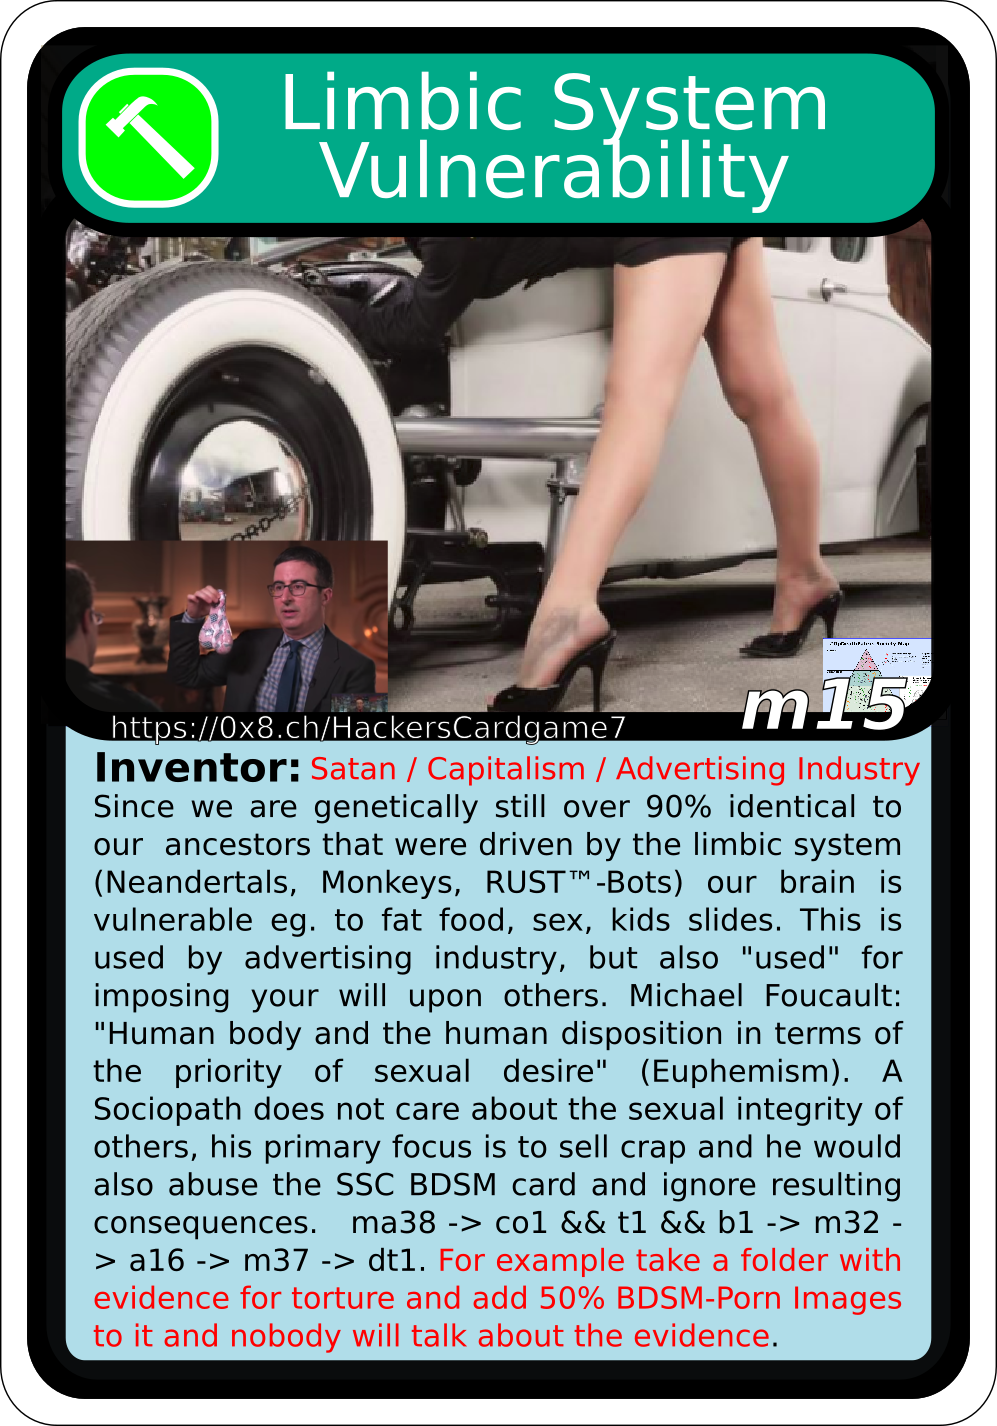 Limbic System
Vulnerability
m15
https://0x8.ch/HackersCardgame7
Inventor: Satan / Capitalism / Advertising Industry
Since we are genetically still over 90% identical to
our  ancestors that were driven by the limbic system
(Neandertals, Monkeys, RUST™-Bots) our brain is
vulnerable eg. to fat food, sex, kids slides. This is
used by advertising industry, but also "used" for
imposing your will upon others. Michael Foucault:
"Human body and the human disposition in terms of
the priority of sexual desire" (Euphemism). A
Sociopath does not care about the sexual integrity of
others, his primary focus is to sell crap and he would
also abuse the SSC BDSM card and ignore resulting
consequences.   ma38 -> co1 && t1 && b1 -> m32 -
> a16 -> m37 -> dt1. For example take a folder with
evidence for torture and add 50% BDSM-Porn Images
to it and nobody will talk about the evidence.